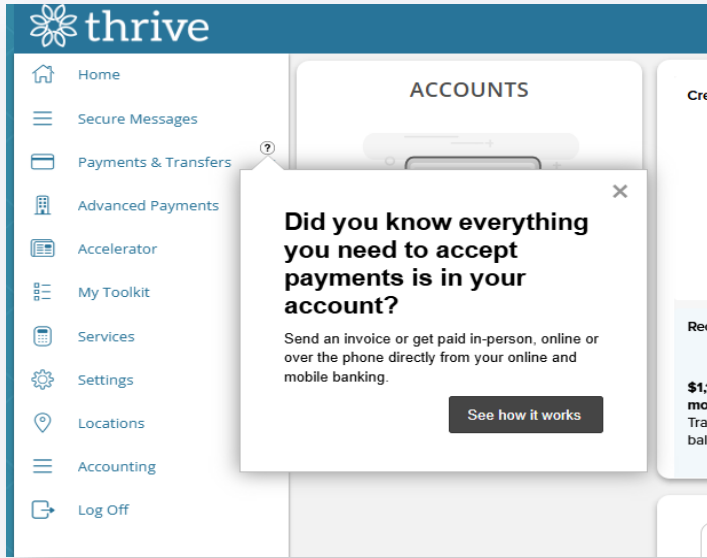 thrive
Home
Secure Messages
Payments & Transfers
?
Advanced Payments
Accelerator
My Toolkit
Services
Settings
Locations
Accounting
Log Off
ACCOUNTS
Did you know everything
you need to accept
payments is in your
account?
Send an invoice or get paid in-person, online or
over the phone directly from your online and
mobile banking.
See how it works
Cre
Rec
$1,
mo
Tra
bal